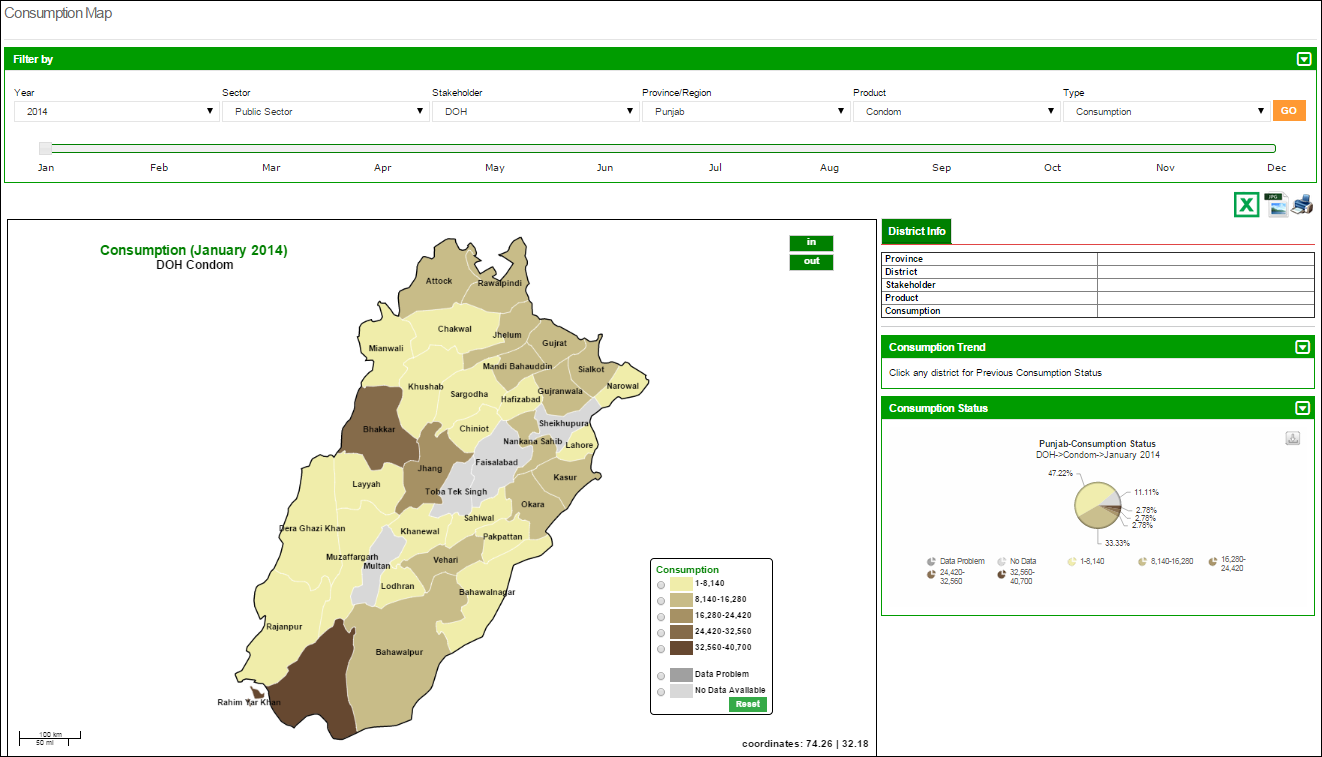 Consumption Map
Filter by
Year
Sector
Stakeholder
Province/Region
Product
Type
2014
Public Sector
DOH
Punjab
Condom
Consumption
GO
Jan
Feb
Mar
Apr
May
Jun
Jul
Aug
Sep
Oct
Nov
Dec
JPG
Consumption (January 2014)
DOH Condom
in
out
Attock
Rawalpindi
Chakwal
Jhelum
Gujrat
Mianwali
Mandi Bahauddin
Sialkot
Khushab
Narowal
Sargodha
Gujranwala
Hafizabad
Bhakkar
Chiniot
Sheikhupura
Nankana Sahib
Lahore
Jhang
Faisalabad
Kasur
Layyah
Toba Tek Singh
Okara
Sahiwal
Dera Ghazi Khan
Khanewal
Pakpattan
Muzaffargarh
Multan
Vehari
Lodhran
Bahawalnagar
Rajanpur
Bahawalpur
Rahim Yar Khan
Consumption
1-8,140
8,140-16,280
16,280-24,420
24,420-32,560
32,560-40,700
Data Problem
No Data Available
Reset
100 km
50 mi
coordinates: 74.26 | 32.18
District Info
Province
District
Stakeholder
Product
Consumption
Consumption Trend
Click any district for Previous Consumption Status
Consumption Status
Punjab-Consumption Status
DOH->Condom->January 2014
47.22%
11.11%
2.78%
2.78%
2.78%
33.33%
Data Problem
No Data
1-8,140
8,140-16,280
16,280-
24,420
24,420-
32,560
32,560-
40,700